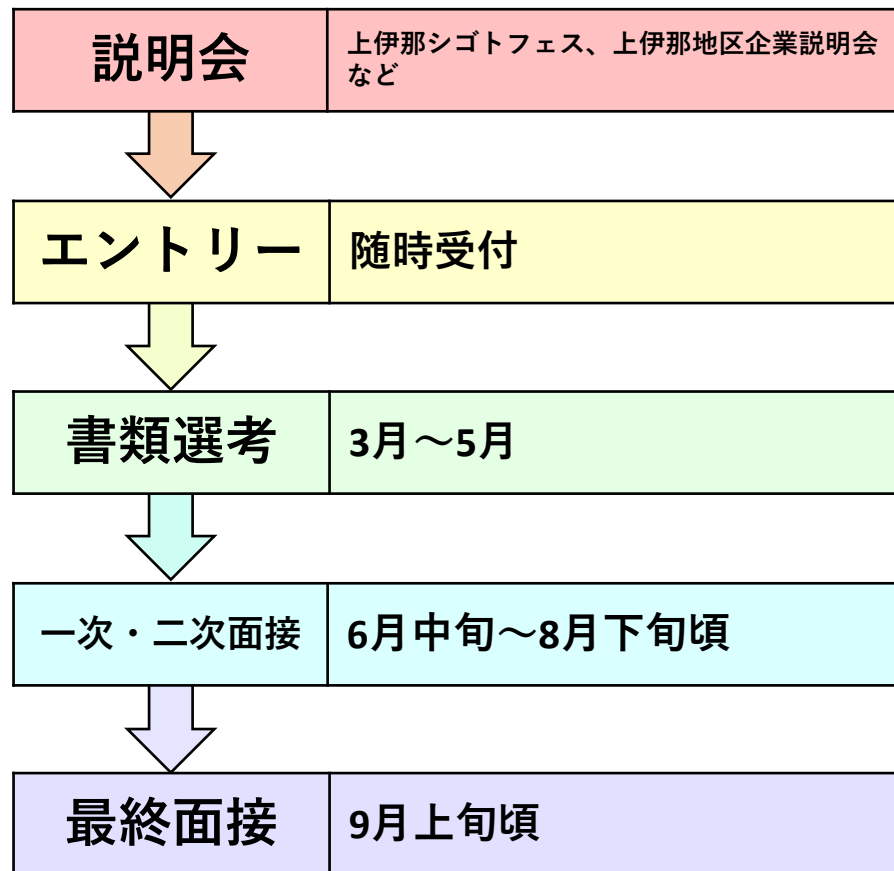 説明会
上伊那シゴトフェス、上伊那地区企業説明会
など
エントリー
随時受付
書類選考
3月～5月
一次・二次面接
6月中旬～8月下旬頃
最終面接
9月上旬頃